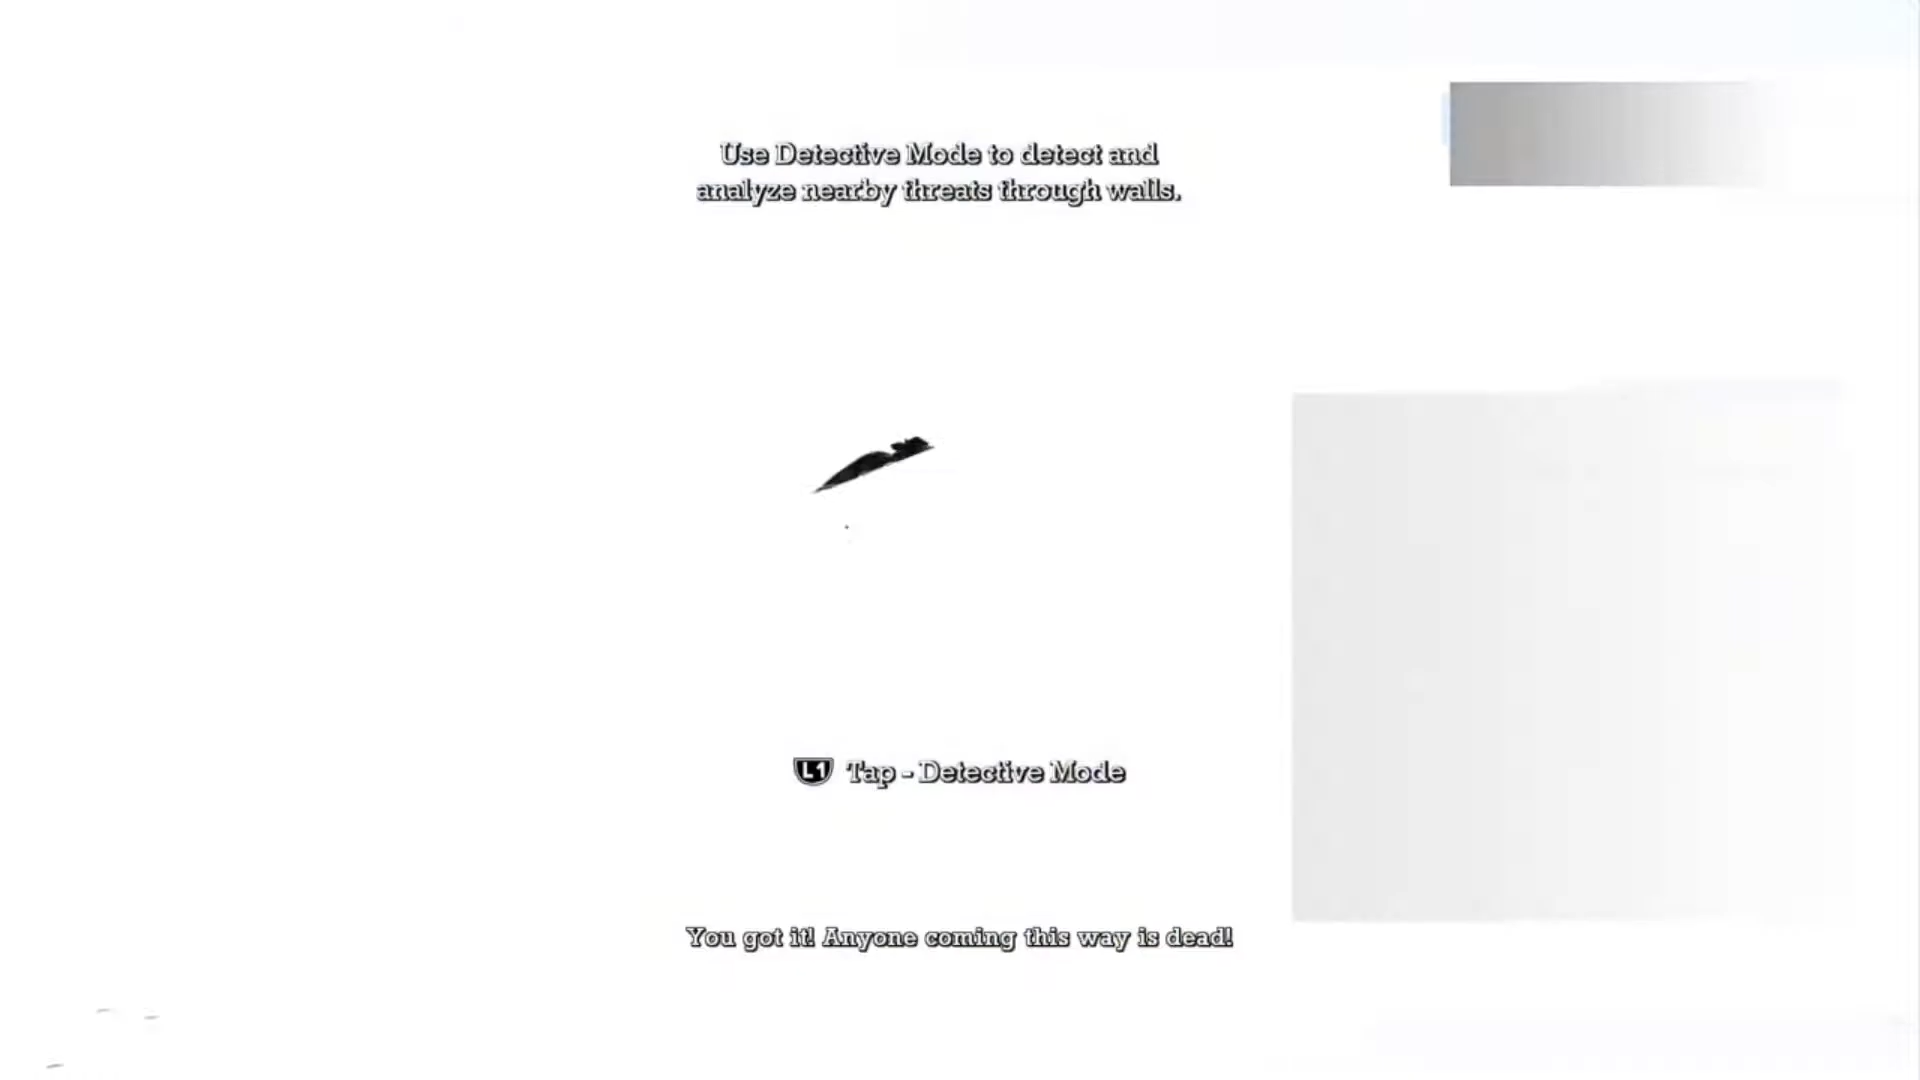 Use Detective Mode to detect and
analyze nearby threats through walls.
L1 Tap - Detective Mode
You got it! Anyone coming this way is dead!